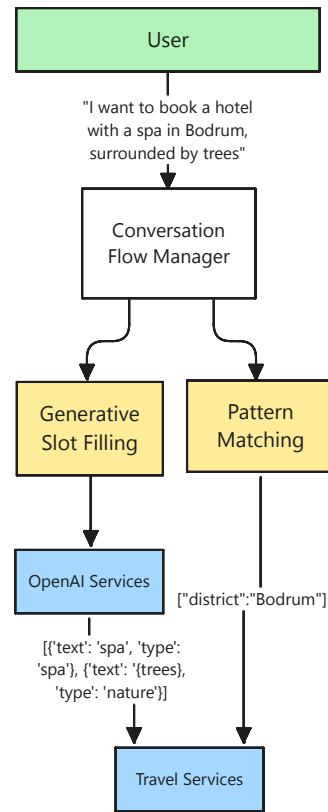 User
"I want to book a hotel
with a spa in Bodrum,
surrounded by trees"
Conversation
Flow Manager
Generative
Slot Filling
Pattern
Matching
OpenAI Services
["district":"Bodrum"]
[{'text': 'spa', 'type':
'spa'}, {'text': '{trees},
'type': 'nature'}]
Travel Services